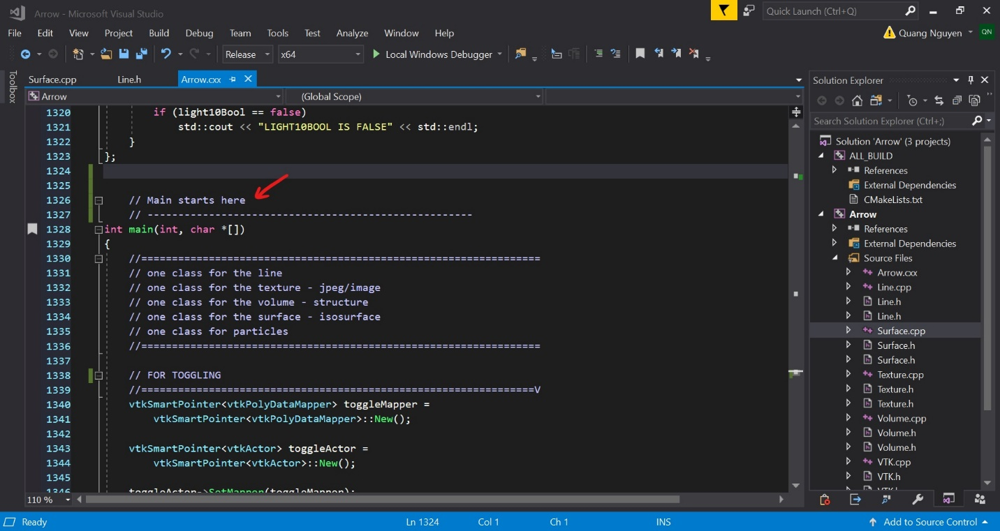 Arrow - Microsoft Visual Studio
Quick Launch (Ctrl+Q)
File Edit View Project Build Debug Team Tools Test Analyze Window Help
Quang Nguyen QN
Release x64 Local Windows Debugger
Toolbox
Surface.cpp Line.h Arrow.cxx
Arrow (Global Scope)
1320 if (light10Bool == false)
1321 std::cout << "LIGHT10BOOL IS FALSE" << std::endl;
1322 }
1323 };
1324
1325
1326 // Main starts here
1327 // -----------------------------------------------------
1328 int main(int, char *[])
1329 {
1330 //=================================================================
1331 // one class for the line
1332 // one class for the texture - jpeg/image
1333 // one class for the volume - structure
1334 // one class for the surface - isosurface
1335 // one class for particles
1336 //=================================================================
1337
1338 // FOR TOGGLING
1339 //================================================================V
1340 vtkSmartPointer<vtkPolyDataMapper> toggleMapper =
1341 vtkSmartPointer<vtkPolyDataMapper>::New();
1342
1343 vtkSmartPointer<vtkActor> toggleActor =
1344 vtkSmartPointer<vtkActor>::New();
1345
1346 toggleActor->SetMapper(toggleMapper);
110 %
Solution Explorer
Search Solution Explorer (Ctrl+;)
Solution 'Arrow' (3 projects)
ALL_BUILD
References
External Dependencies
CMakeLists.txt
Arrow
References
External Dependencies
Source Files
Arrow.cxx
Line.cpp
Line.h
Line.h
Surface.cpp
Surface.h
Surface.h
Texture.cpp
Texture.h
Texture.h
Volume.cpp
Volume.h
Volume.h
VTK.cpp
VTK.h
VTK.h
Ready Ln 1324 Col 1 Ch 1 INS Add to Source Control